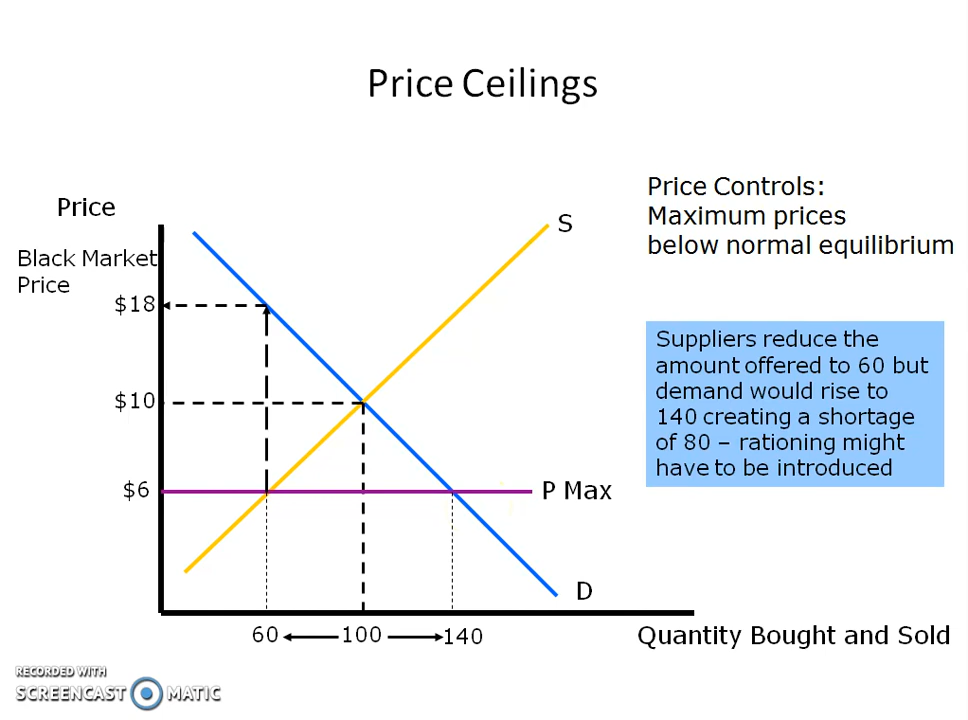 Price Ceilings
Price Controls:
Maximum prices
below normal equilibrium
Price
S
Black Market
Price
$18
Suppliers reduce the
amount offered to 60 but
demand would rise to
140 creating a shortage
of 80 – rationing might
have to be introduced
$10
$6
P Max
D
60
100
140
Quantity Bought and Sold
RECORDED WITH
SCREENCAST MATIC